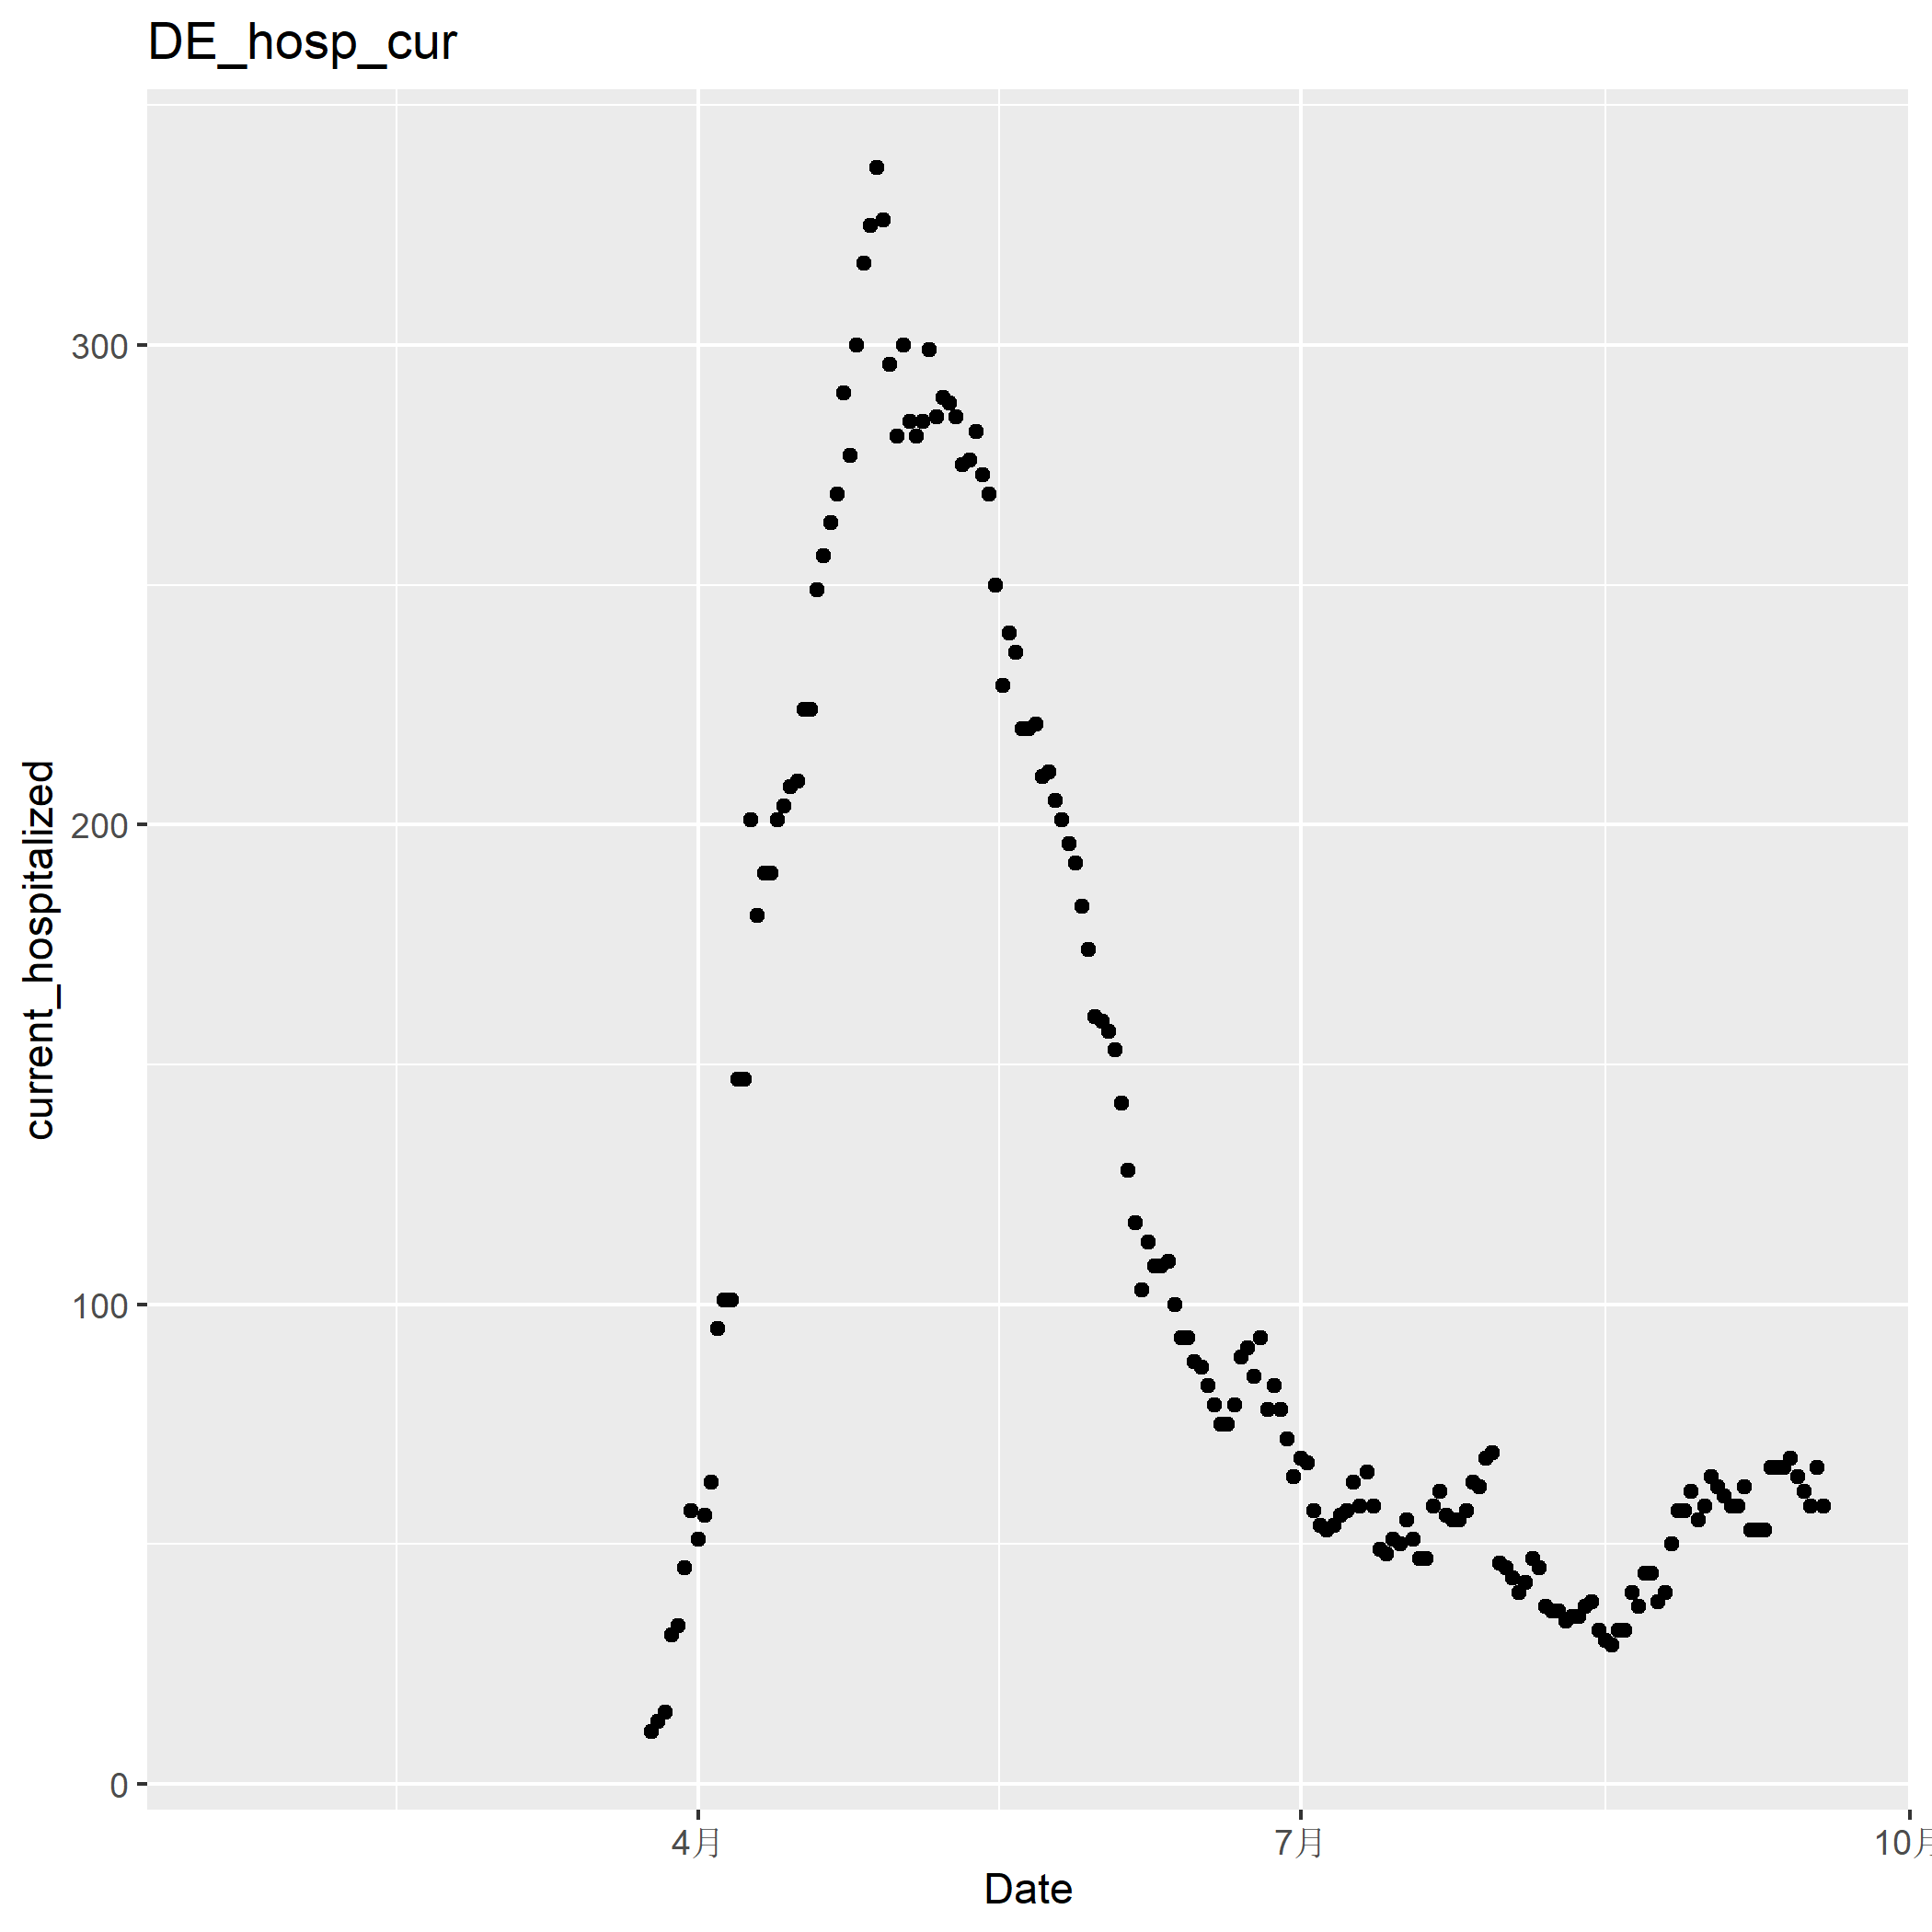 DE_hosp_cur
current_hospitalized
300
200
100
0
4月
7月
10月
Date